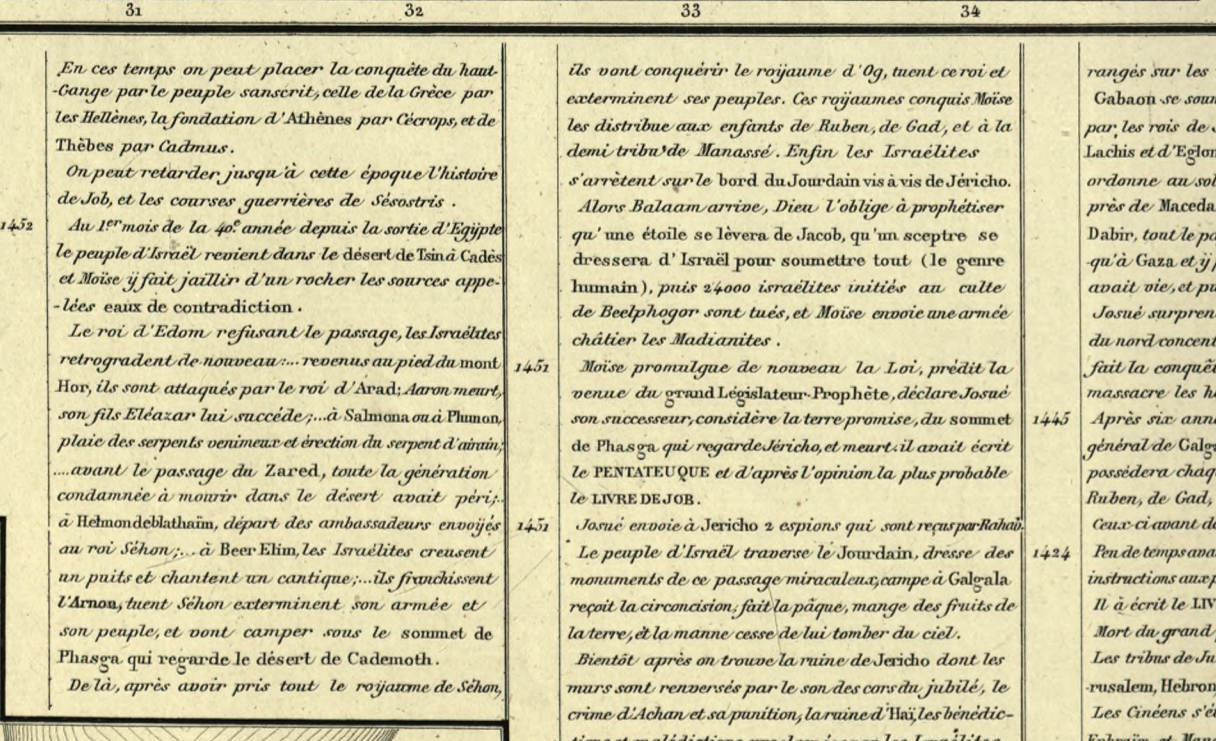 31 32 33 34
En ces temps on peut placer la conquête du haut-
-Gange par le peuple sanscrit, celle de la Grèce par
les Hellènes, la fondation d'Athènes par Cécrops, et de
Thèbes par Cadmus.
On peut retarder jusqu'à cette époque l'histoire
de Job, et les courses guerrières de Sésostris.
1452 Au 1er mois de la 40e année depuis la sortie d'Egÿpte
le peuple d'Israël revient dans le désert de Tsin à Cadès
et Moïse ÿ fait jaillir d'un rocher les sources appe-
-lées eaux de contradiction.
Le roi d'Edom refusant le passage, les Israélites
retrogradent de nouveau:... revenus au pied du mont
Hor, ils sont attaqués par le roi d'Arad; Aaron meurt,
son fils Eléazar lui succéde;...à Salmona ou à Phunon,
plaie des serpents venimeux et érection du serpent d'airain;
....avant le passage du Zared, toute la génération
condamnée à mourir dans le désert avait péri;..
à Helmondeblathaïm, départ des ambassadeurs envoÿés
au roi Séhon;... à Beer Elim, les Israélites creusent
un puits et chantent un cantique;...ils franchissent
l'Arnon, tuent Séhon exterminent son armée et
son peuple, et vont camper sous le sommet de
Phasga qui regarde le désert de Cademoth.
De là, après avoir pris tout le roÿaume de Séhon,
ils vont conquérir le roÿaume d'Og, tuent ce roi et
exterminent ses peuples. Ces roÿaumes conquis Moïse
les distribue aux enfants de Ruben, de Gad, et à la
demi tribu de Manassé. Enfin les Israélites
s'arrètent sur le bord du Jourdain vis à vis de Jéricho.
Alors Balaam arrive, Dieu l'oblige à prophétiser
qu'une étoile se lèvera de Jacob, qu'un sceptre se
dressera d'Israël pour soumettre tout (le genre
humain), puis 24000 israélites initiés au culte
de Beelphogor sont tués, et Moïse envoie une armée
châtier les Madianites.
1451 Moïse promulgue de nouveau la Loi, prédit la
venue du grand Législateur-Prophète, déclare Josué
son successeur, considère la terre promise, du sommet
de Phasga qui regarde Jéricho, et meurt: il avait écrit
le PENTATEUQUE et d'après l'opinion la plus probable
le LIVRE DE JOB.
1451 Josué envoie à Jericho 2 espions qui sont reçus par Rahab.
Le peuple d'Israël traverse le Jourdain, dresse des
monuments de ce passage miraculeux, campe à Galgala
reçoit la circoncision, fait la pâque, mange des fruits de
la terre, et la manne cesse de lui tomber du ciel.
Bientôt après on trouve la ruine de Jericho dont les
murs sont renversés par le son des cors du jubilé, le
crime d'Achan et sa punition, la ruine d'Haï, les bénédic-
rangés sur les
Gabaon se soum
par les rois de
Lachis et d'Eglon
ordonne au sol
près de Maceda
Dabir, tout le pa
qu'à Gaza et ÿ p
avait vie, et pu
Josué surpren
du nord concent
fait la conquêt
massacre les h
1445 Après six anné
général de Galg
possédera chaq
Ruben, de Gad,
Ceux-ci avant de
1424 Peu de temps ava
instructions aux p
Il à écrit le LIV
Mort du grand
Les tribus de Ju
-rusalem, Hébron
Les Cinéens s'é